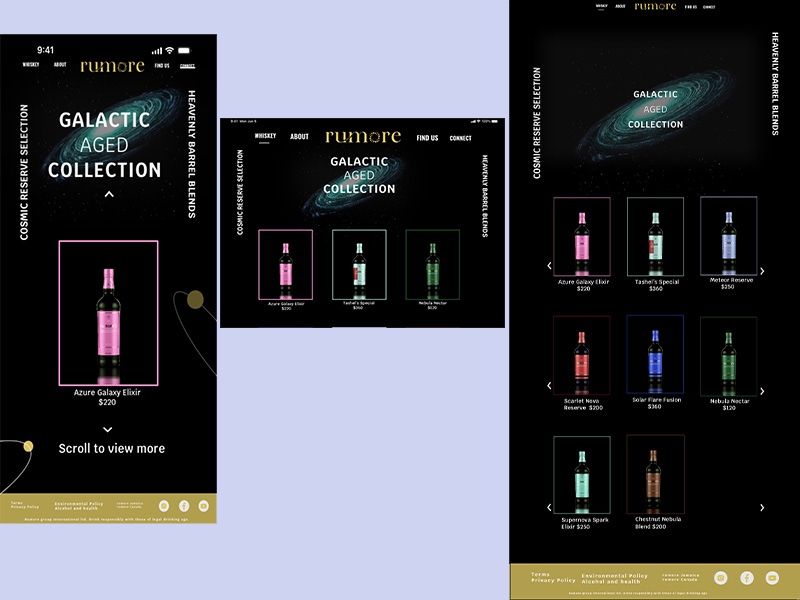 9:41
WHISKEY ABOUT rumore FIND US CONNECT
COSMIC RESERVE SELECTION
GALACTIC
AGED
COLLECTION
HEAVENLY BARREL BLENDS
Azure Galaxy Elixir
$220
Scroll to view more
Terms
Privacy Policy
Environmental Policy
Alcohol and health
rumore Jamaica
rumore Canada
Rumore group international ltd. Drink responsibly with those of legal drinking age.
9:41 Mon Jun 6
100%
WHISKEY ABOUT rumore FIND US CONNECT
COSMIC RESERVE SELECTION
GALACTIC
AGED
COLLECTION
HEAVENLY BARREL BLENDS
Azure Galaxy Elixir
$220
Tashei's Special
$360
Nebula Nectar
$120
WHISKEY ABOUT rumore FIND US CONNECT
COSMIC RESERVE SELECTION
GALACTIC
AGED
COLLECTION
HEAVENLY BARREL BLENDS
Azure Galaxy Elixir
$220
Tashei's Special
$360
Meteor Reserve
$350
Scarlet Nova
Reserve $200
Solar Flare Fusion
$360
Nebula Nectar
$120
Supernova Spark
Elixir $250
Chestnut Nebula
Blend $200
Terms
Privacy Policy
Environmental Policy
Alcohol and health
rumore Jamaica
rumore Canada